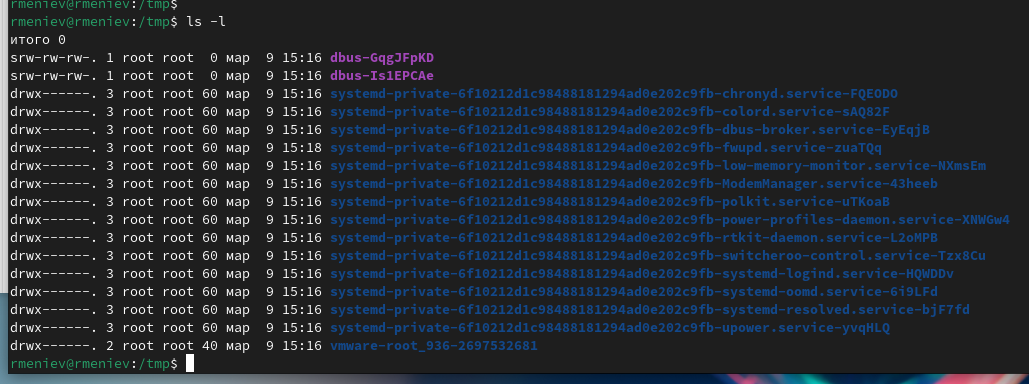 rmeniev@rmeniev:/tmp$
rmeniev@rmeniev:/tmp$ ls -l
итого 0
srw-rw-rw-. 1 root root  0 мар  9 15:16 dbus-GqgJFpKD
srw-rw-rw-. 1 root root  0 мар  9 15:16 dbus-Is1EPCAe
drwx------. 3 root root 60 мар  9 15:16 systemd-private-6f10212d1c98488181294ad0e202c9fb-chronyd.service-FQEODO
drwx------. 3 root root 60 мар  9 15:16 systemd-private-6f10212d1c98488181294ad0e202c9fb-colord.service-sAQ82F
drwx------. 3 root root 60 мар  9 15:16 systemd-private-6f10212d1c98488181294ad0e202c9fb-dbus-broker.service-EyEqjB
drwx------. 3 root root 60 мар  9 15:18 systemd-private-6f10212d1c98488181294ad0e202c9fb-fwupd.service-zuaTQq
drwx------. 3 root root 60 мар  9 15:16 systemd-private-6f10212d1c98488181294ad0e202c9fb-low-memory-monitor.service-NXmsEm
drwx------. 3 root root 60 мар  9 15:16 systemd-private-6f10212d1c98488181294ad0e202c9fb-ModemManager.service-43heeb
drwx------. 3 root root 60 мар  9 15:16 systemd-private-6f10212d1c98488181294ad0e202c9fb-polkit.service-uTKoaB
drwx------. 3 root root 60 мар  9 15:16 systemd-private-6f10212d1c98488181294ad0e202c9fb-power-profiles-daemon.service-XNWGw4
drwx------. 3 root root 60 мар  9 15:16 systemd-private-6f10212d1c98488181294ad0e202c9fb-rtkit-daemon.service-L2oMPB
drwx------. 3 root root 60 мар  9 15:16 systemd-private-6f10212d1c98488181294ad0e202c9fb-switcheroo-control.service-Tzx8Cu
drwx------. 3 root root 60 мар  9 15:16 systemd-private-6f10212d1c98488181294ad0e202c9fb-systemd-logind.service-HQWDDv
drwx------. 3 root root 60 мар  9 15:16 systemd-private-6f10212d1c98488181294ad0e202c9fb-systemd-oomd.service-6i9LFd
drwx------. 3 root root 60 мар  9 15:16 systemd-private-6f10212d1c98488181294ad0e202c9fb-systemd-resolved.service-bjF7fd
drwx------. 3 root root 60 мар  9 15:16 systemd-private-6f10212d1c98488181294ad0e202c9fb-upower.service-yvqHLQ
drwx------. 2 root root 40 мар  9 15:16 vmware-root_936-2697532681
rmeniev@rmeniev:/tmp$